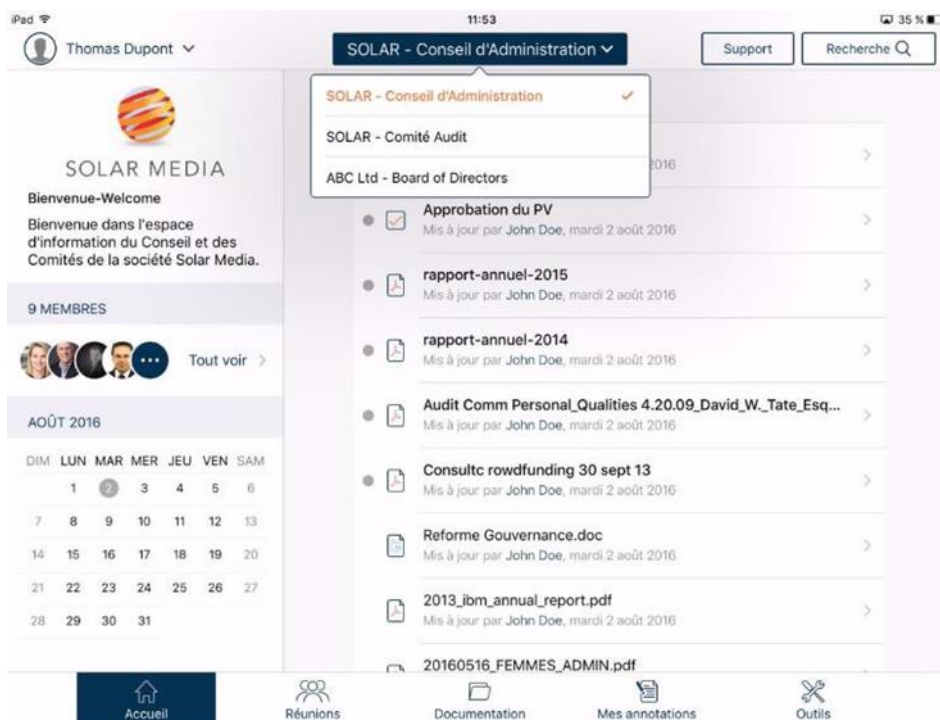 iPad 11:53 35 %
Thomas Dupont SOLAR - Conseil d'Administration Support Recherche
SOLAR - Conseil d'Administration
SOLAR - Comité Audit
ABC Ltd - Board of Directors
2016
SOLAR MEDIA
Bienvenue-Welcome
Bienvenue dans l'espace
d'information du Conseil et des
Comités de la société Solar Media.
9 MEMBRES
Tout voir
AOÛT 2016
DIM LUN MAR MER JEU VEN SAM
1 2 3 4 5 6
7 8 9 10 11 12 13
14 15 16 17 18 19 20
21 22 23 24 25 26 27
28 29 30 31
Approbation du PV
Mis à jour par John Doe, mardi 2 août 2016
rapport-annuel-2015
Mis à jour par John Doe, mardi 2 août 2016
rapport-annuel-2014
Mis à jour par John Doe, mardi 2 août 2016
Audit Comm Personal_Qualities 4.20.09_David_W._Tate_Esq...
Mis à jour par John Doe, mardi 2 août 2016
Consultc rowdfunding 30 sept 13
Mis à jour par John Doe, mardi 2 août 2016
Reforme Gouvernance.doc
Mis à jour par John Doe, mardi 2 août 2016
2013_ibm_annual_report.pdf
Mis à jour par John Doe, mardi 2 août 2016
20160516_FEMMES_ADMIN.pdf
Accueil Réunions Documentation Mes annotations Outils